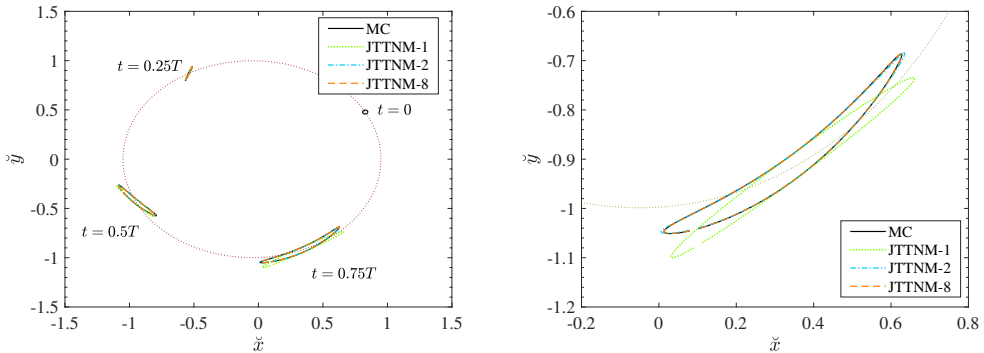 1.5
1
0.5
0
-0.5
-1
-1.5
-1.5
-1
-0.5
0
0.5
1
1.5
x̆
y̆
MC
JTTNM-1
JTTNM-2
JTTNM-8
t = 0.25T
t = 0
t = 0.5T
t = 0.75T
-0.6
-0.7
-0.8
-0.9
-1
-1.1
-1.2
-0.2
0
0.2
0.4
0.6
0.8
x̆
y̆
MC
JTTNM-1
JTTNM-2
JTTNM-8